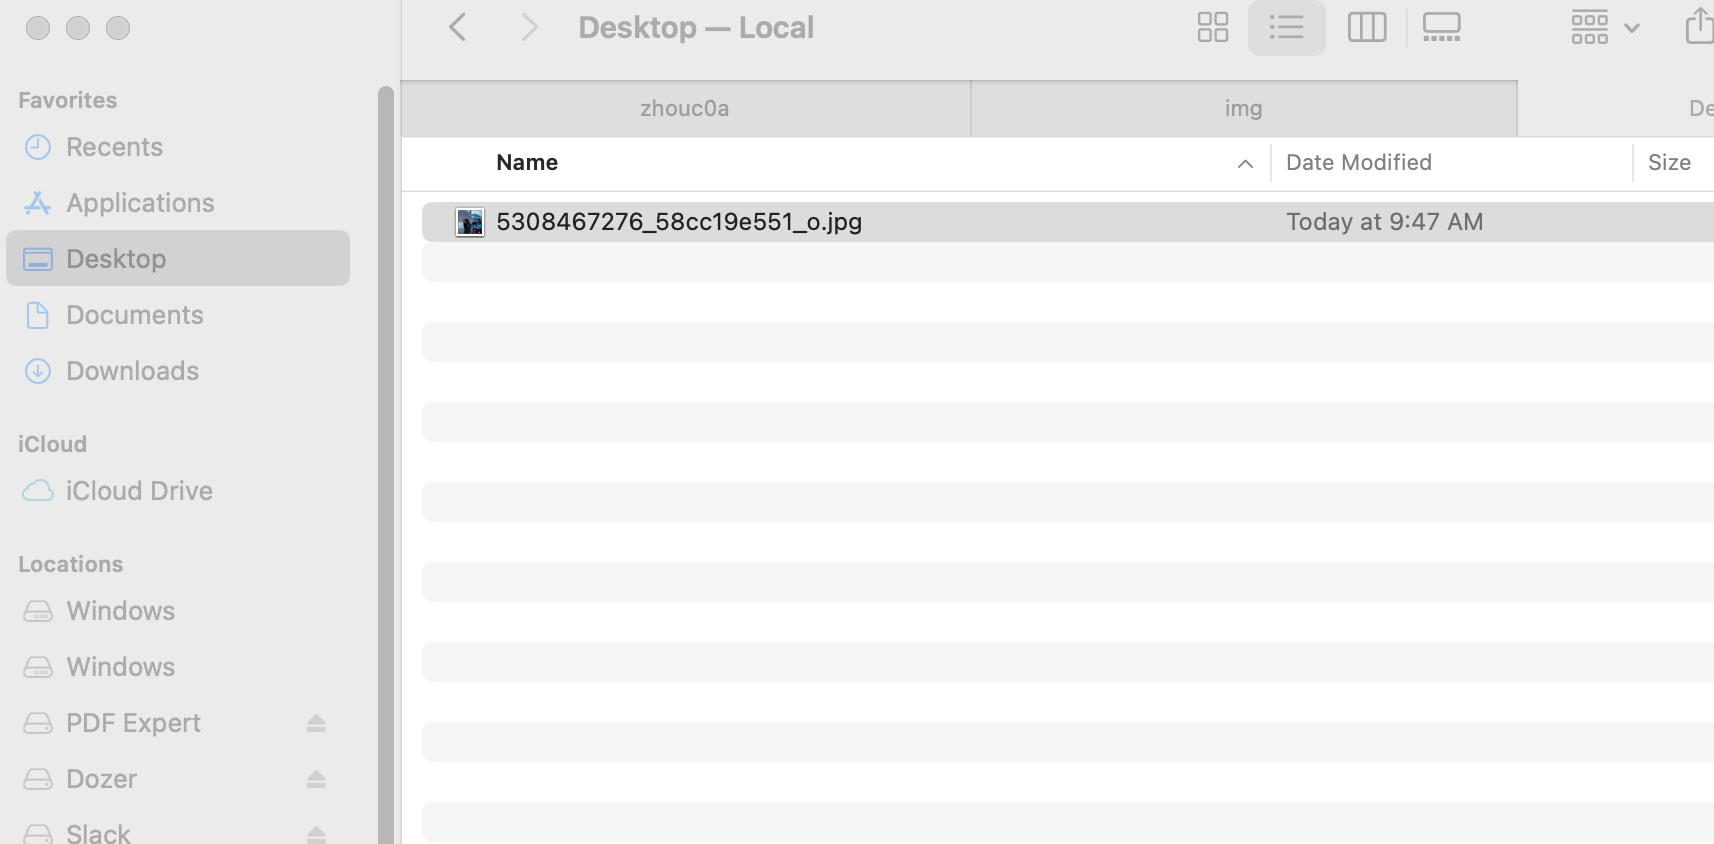 Desktop — Local
Favorites
Recents
Applications
Desktop
Documents
Downloads
iCloud
iCloud Drive
Locations
Windows
Windows
PDF Expert
Dozer
Slack
zhouc0a
img
De
Name
Date Modified
Size
5308467276_58cc19e551_o.jpg
Today at 9:47 AM